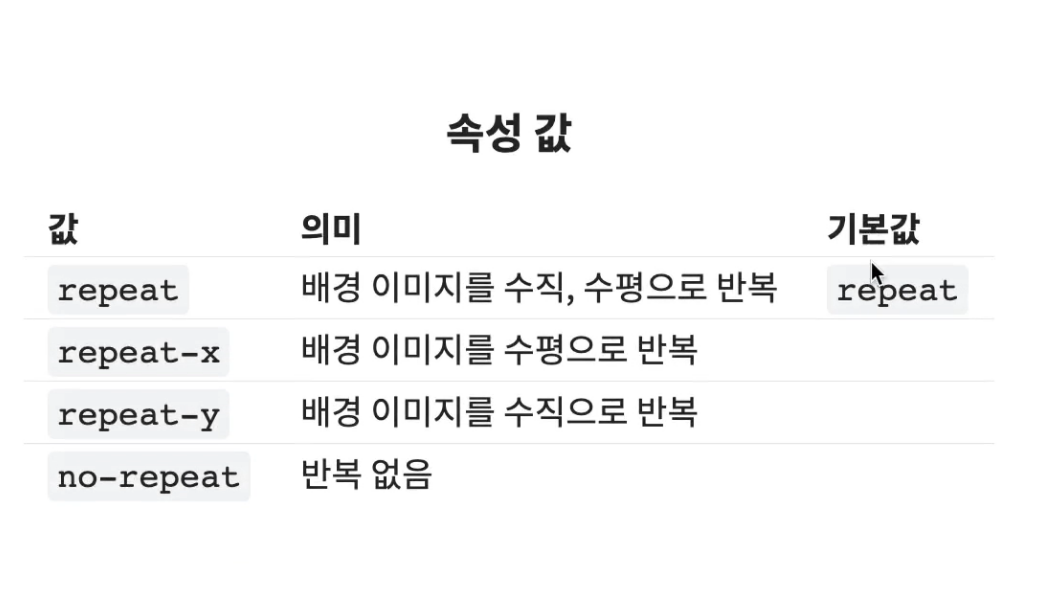 속성 값
값 의미 기본값
repeat 배경 이미지를 수직, 수평으로 반복 repeat
repeat-x 배경 이미지를 수평으로 반복
repeat-y 배경 이미지를 수직으로 반복
no-repeat 반복 없음